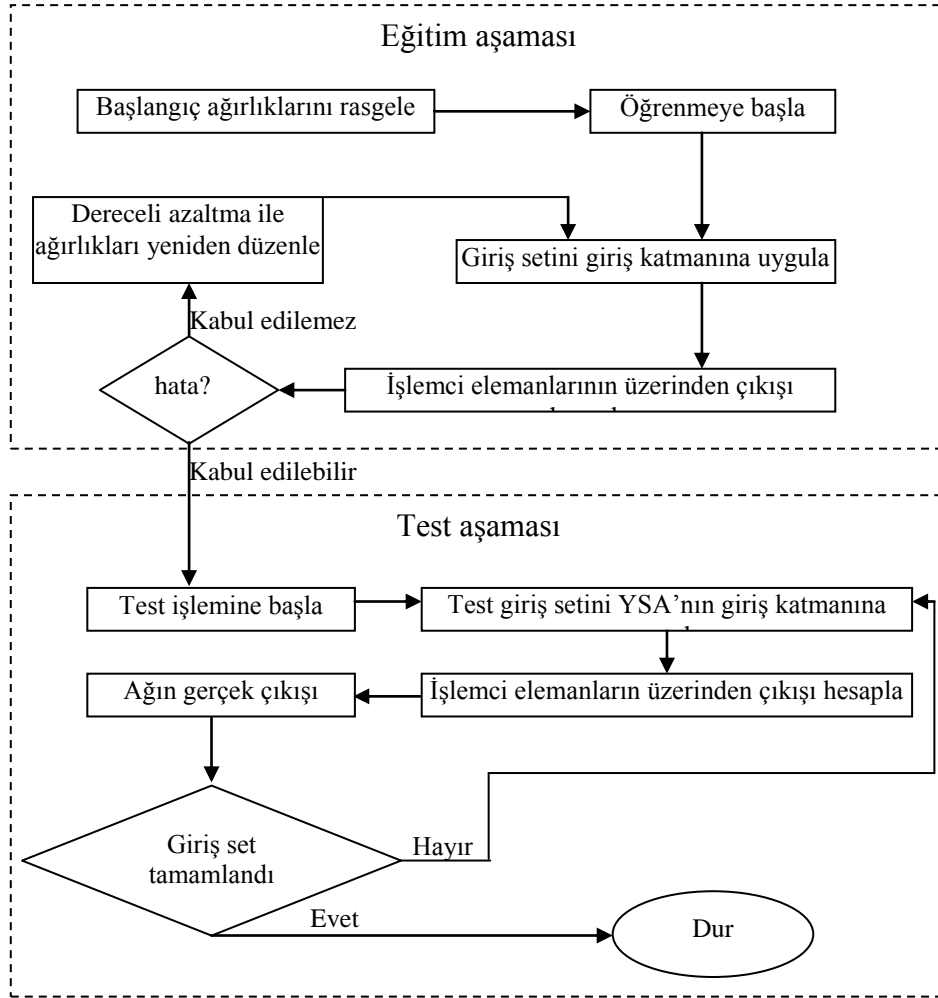 Eğitim aşaması
Başlangıç ağırlıklarını rasgele
Öğrenmeye başla
Dereceli azaltma ile
ağırlıkları yeniden düzenle
Giriş setini giriş katmanına uygula
Kabul edilemez
hata?
İşlemci elemanlarının üzerinden çıkışı
Kabul edilebilir
Test aşaması
Test işlemine başla
Test giriş setini YSA’nın giriş katmanına
Ağın gerçek çıkışı
İşlemci elemanların üzerinden çıkışı hesapla
Giriş set
tamamlandı
Hayır
Evet
Dur